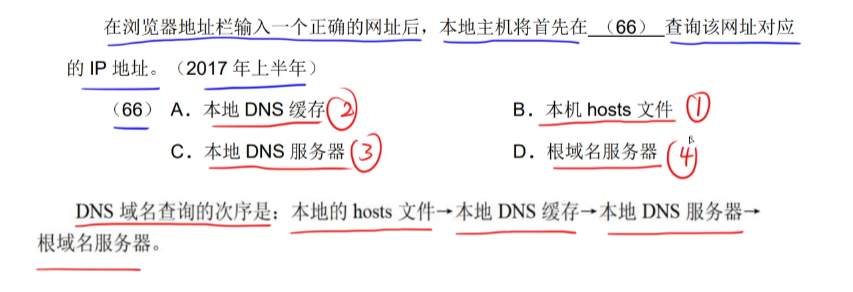 在浏览器地址栏输入一个正确的网址后，本地主机将首先在（66）查询该网址对应
的 IP 地址。（2017 年上半年）
（66）A．本地 DNS 缓存 ② B．本机 hosts 文件 ①
C．本地 DNS 服务器 ③ D．根域名服务器 ④
DNS 域名查询的次序是：本地的 hosts 文件→本地 DNS 缓存→本地 DNS 服务器→
根域名服务器。